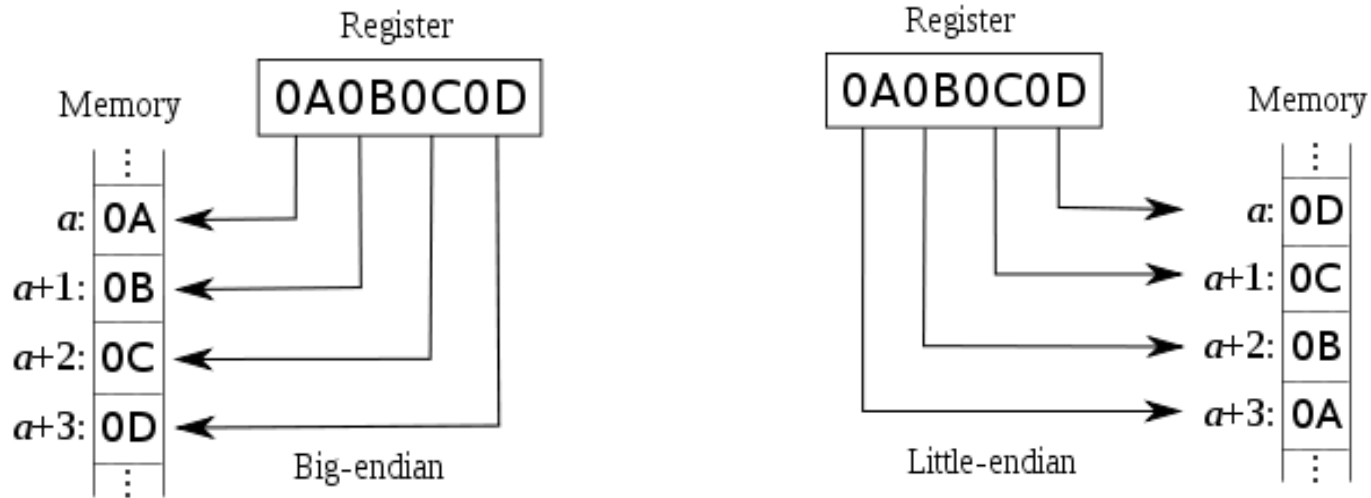 Register
0A0B0C0D
Memory
⋮
a: 0A
a+1: 0B
a+2: 0C
a+3: 0D
⋮
Big-endian
Register
0A0B0C0D
Memory
⋮
a: 0D
a+1: 0C
a+2: 0B
a+3: 0A
⋮
Little-endian